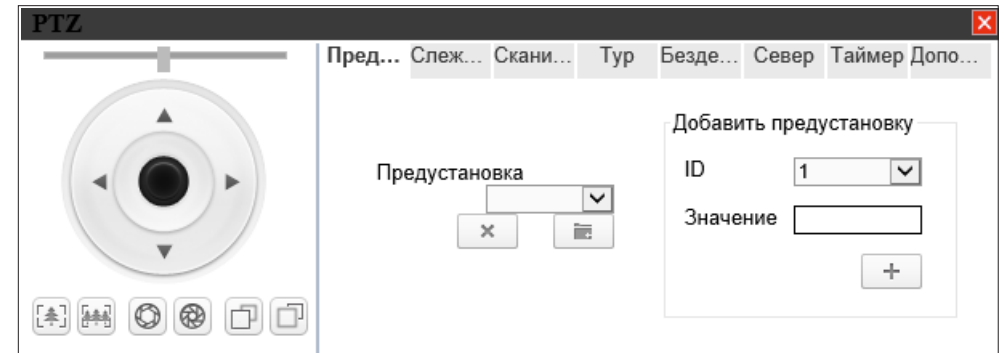 PTZ
Пред... Слеж... Скани... Тур Безде... Север Таймер Допо...
Добавить предустановку
Предустановка
ID 1
Значение